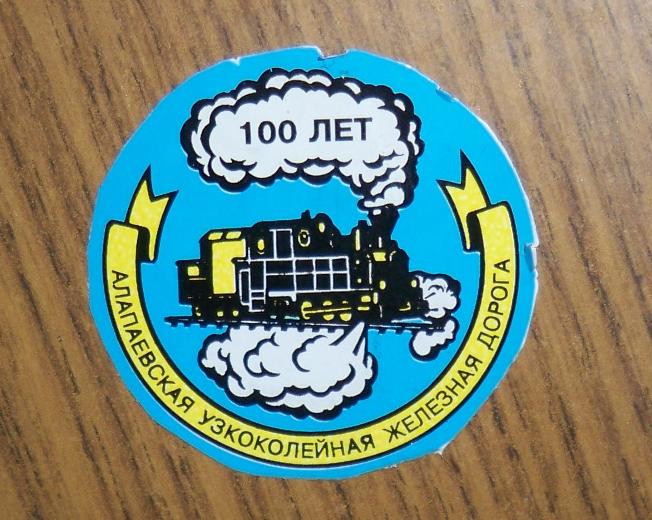 100 ЛЕТ
АЛАПАЕВСКАЯ УЗКОКОЛЕЙНАЯ ЖЕЛЕЗНАЯ ДОРОГА